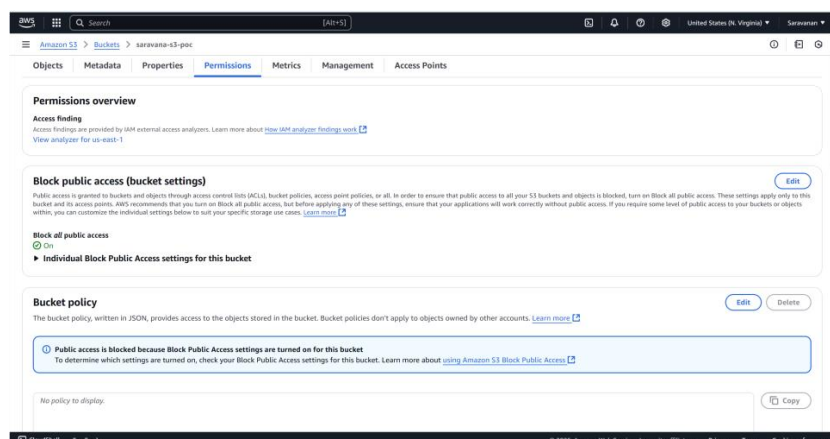 aws
Search [Alt+S] United States (N. Virginia) Saravanan
Amazon S3 > Buckets > saravana-s3-poc
Objects Metadata Properties Permissions Metrics Management Access Points
Permissions overview
Access finding
Access findings are provided by IAM external access analyzers. Learn more about How IAM analyzer findings work
View analyzer for us-east-1
Block public access (bucket settings) Edit
Public access is granted to buckets and objects through access control lists (ACLs), bucket policies, access point policies, or all. In order to ensure that public access to all your S3 buckets and objects is blocked, turn on Block all public access. These settings apply only to this
bucket and its access points. AWS recommends that you turn on Block all public access, but before applying any of these settings, ensure that your applications will work correctly without public access. If you require some level of public access to your buckets or objects
within, you can customize the individual settings below to suit your specific storage use cases. Learn more
Block all public access
On
Individual Block Public Access settings for this bucket
Bucket policy Edit Delete
The bucket policy, written in JSON, provides access to the objects stored in the bucket. Bucket policies don't apply to objects owned by other accounts. Learn more
Public access is blocked because Block Public Access settings are turned on for this bucket
To determine which settings are turned on, check your Block Public Access settings for this bucket. Learn more about using Amazon S3 Block Public Access
No policy to display. Copy